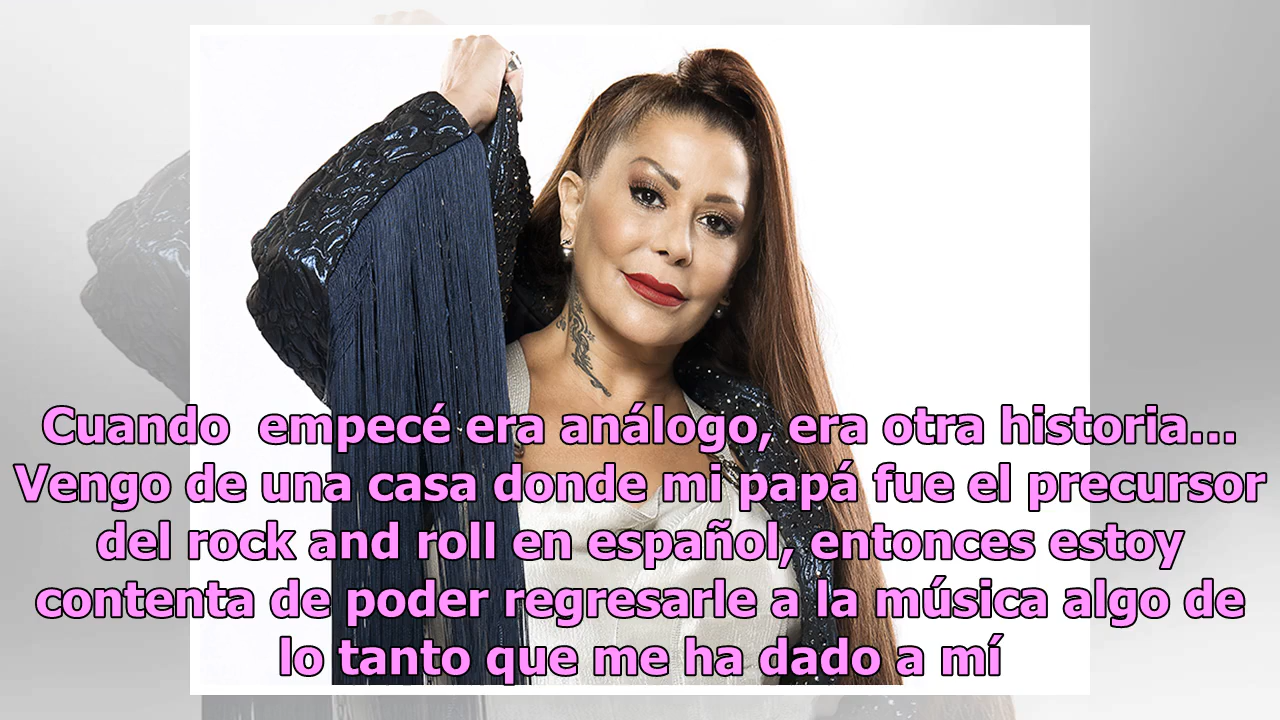 Cuando  empecé era análogo, era otra historia...
Vengo de una casa donde mi papá fue el precursor
del rock and roll en español, entonces estoy
contenta de poder regresarle a la música algo de
lo tanto que me ha dado a mí